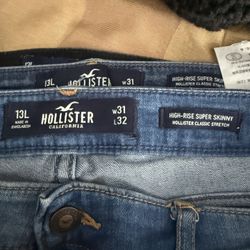 13L
HOLLISTER
W31
HIGH-RISE SUPER SKINNY
HOLLISTER CLASSIC STRETCH
13L
MADE IN
BANGLADESH
HOLLISTER
CALIFORNIA
W31
L32
HIGH-RISE SUPER SKINNY
HOLLISTER CLASSIC STRETCH